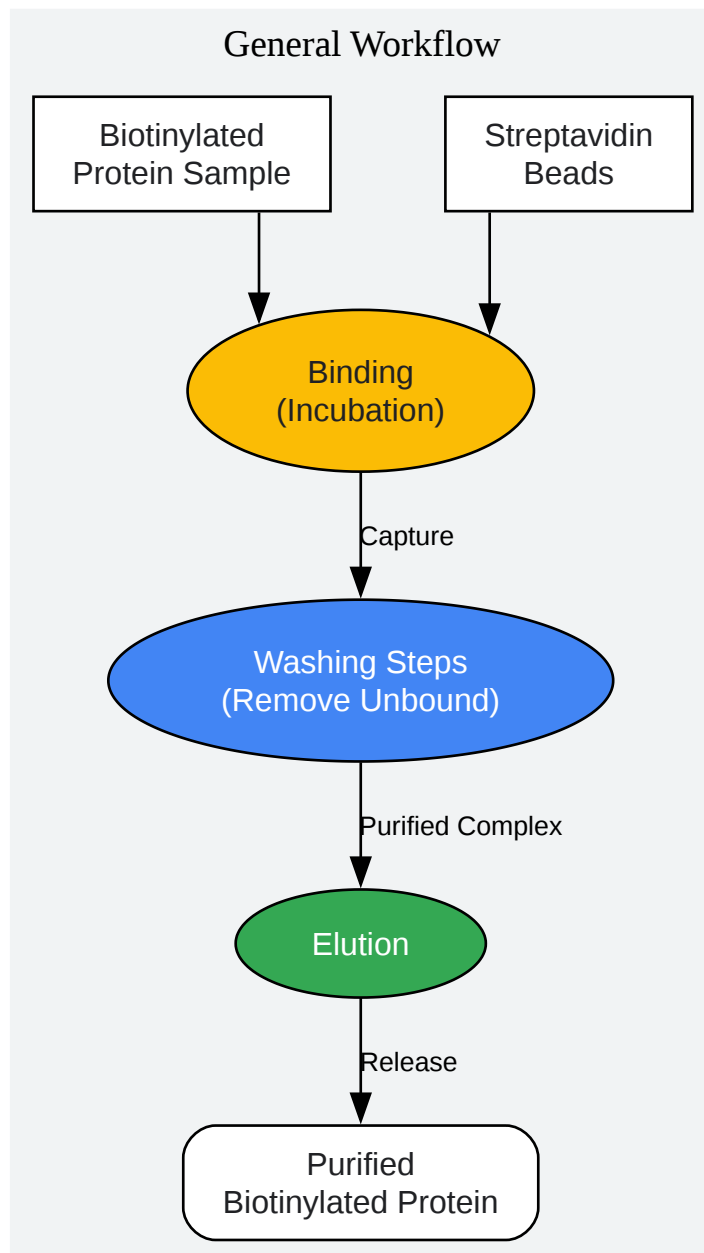 General Workflow
Biotinylated
Protein Sample
Streptavidin
Beads
Binding
(Incubation)
Capture
Washing Steps
(Remove Unbound)
Purified Complex
Elution
Release
Purified
Biotinylated Protein